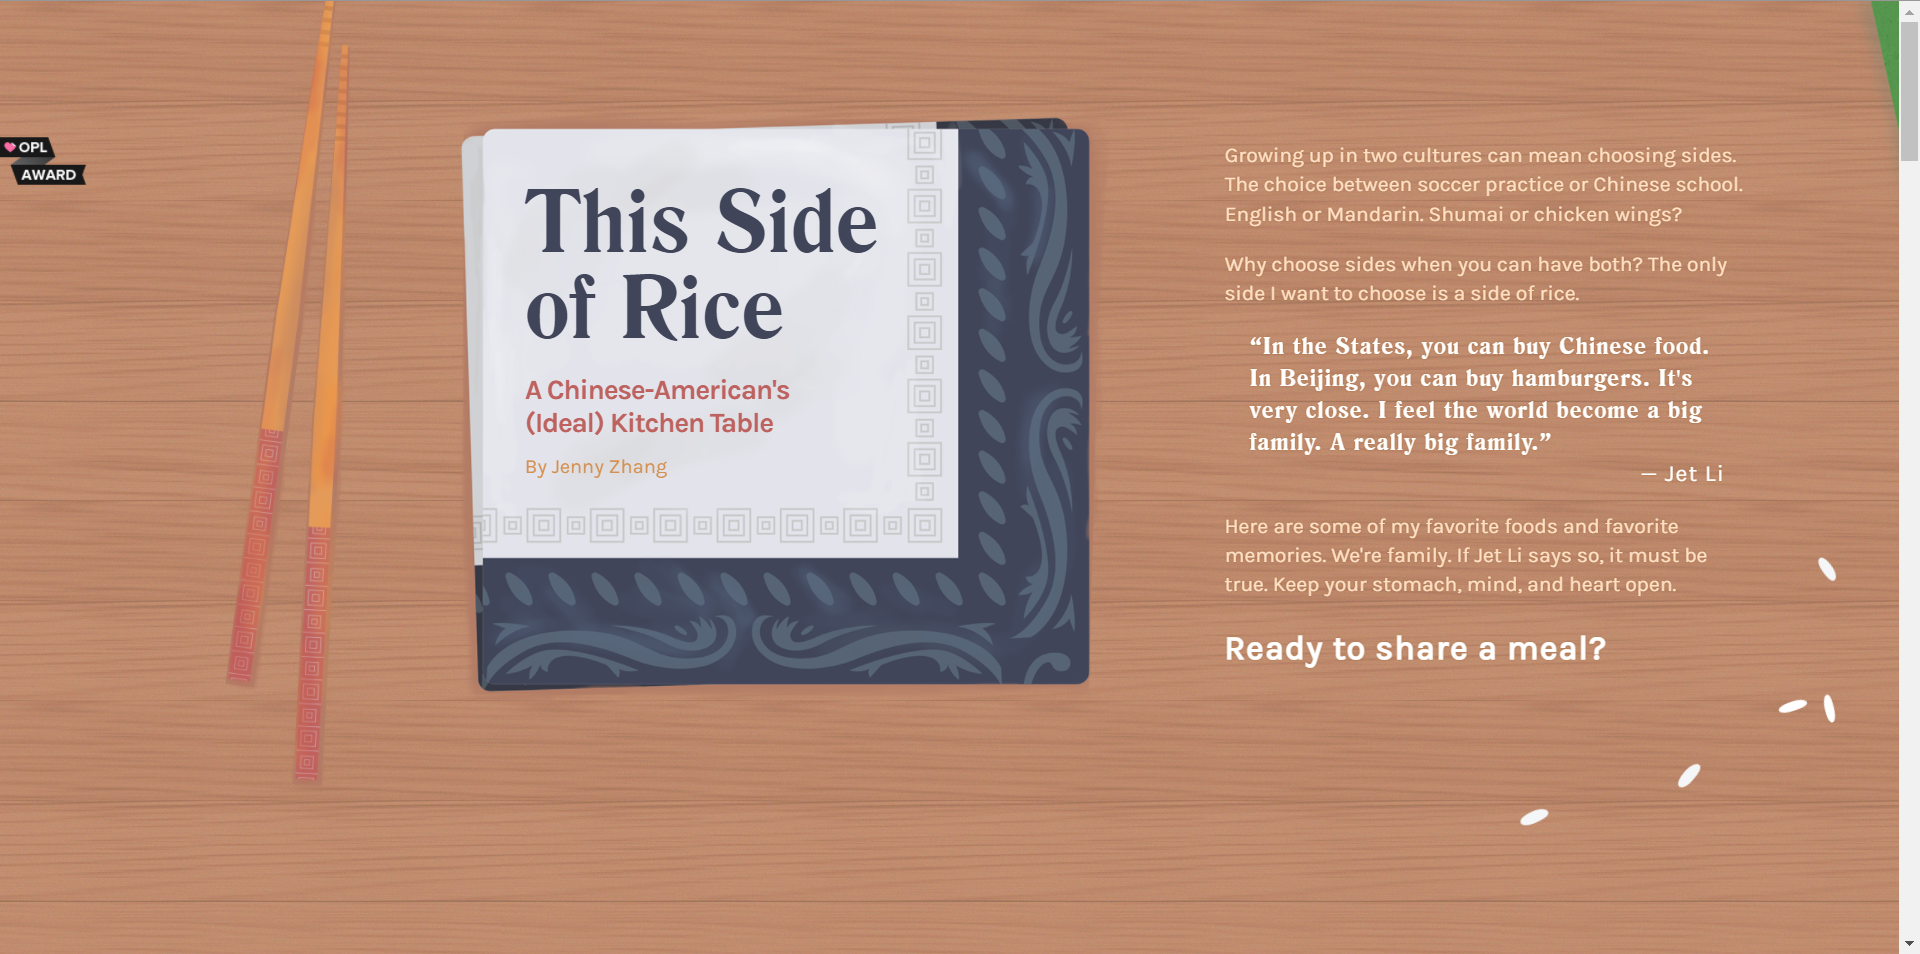 OPL
AWARD
This Side
of Rice
A Chinese-American's
(Ideal) Kitchen Table
By Jenny Zhang
Growing up in two cultures can mean choosing sides.
The choice between soccer practice or Chinese school.
English or Mandarin. Shumai or chicken wings?
Why choose sides when you can have both? The only
side I want to choose is a side of rice.
“In the States, you can buy Chinese food.
In Beijing, you can buy hamburgers. It's
very close. I feel the world become a big
family. A really big family.”
— Jet Li
Here are some of my favorite foods and favorite
memories. We're family. If Jet Li says so, it must be
true. Keep your stomach, mind, and heart open.
Ready to share a meal?